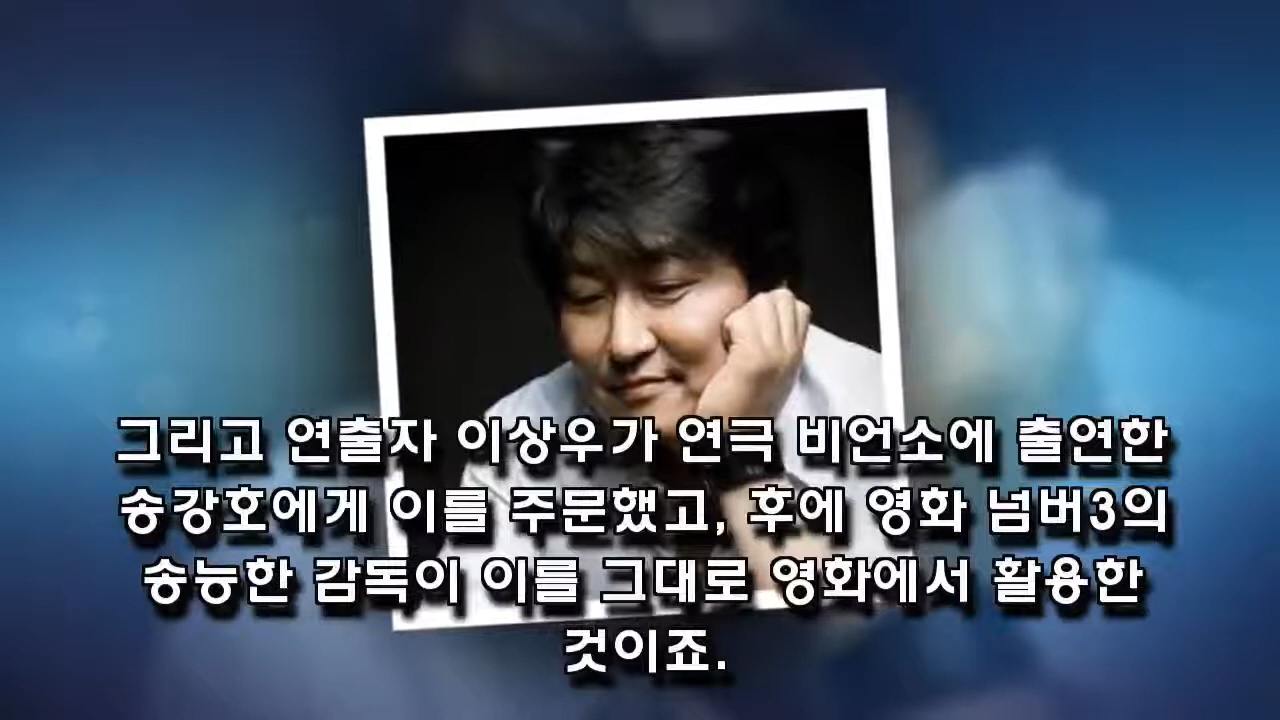 그리고 연출자 이상우가 연극 비언소에 출연한
송강호에게 이를 주문했고, 후에 영화 넘버3의
송능한 감독이 이를 그대로 영화에서 활용한
것이죠.